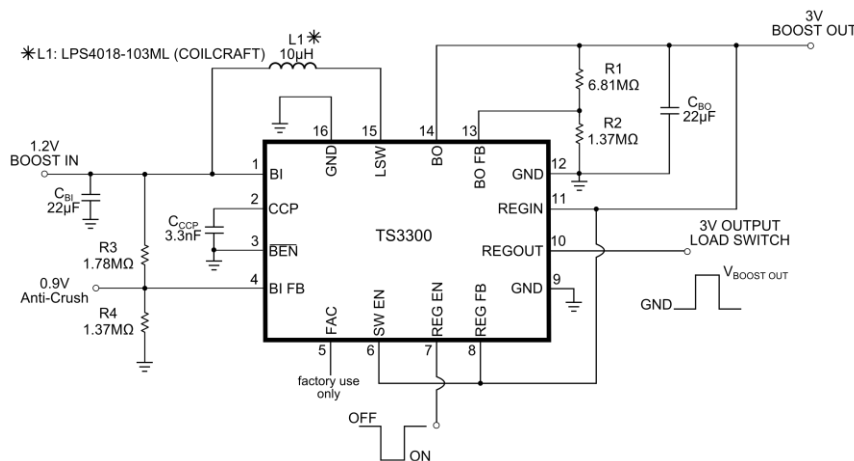 ✳L1: LPS4018-103ML (COILCRAFT)
L1✳
10µH
3V
BOOST OUT
R1
6.81MΩ
C_BO
22µF
R2
1.37MΩ
16
15
14
13
GND
LSW
BO
BO FB
1.2V
BOOST IN
1
BI
GND
12
C_BI
22µF
2
CCP
REGIN
11
C_CCP
3.3nF
TS3300
3
BEN
REGOUT
10
3V OUTPUT
LOAD SWITCH
R3
1.78MΩ
0.9V
Anti-Crush
4
BI FB
GND
9
V_BOOST OUT
GND
R4
1.37MΩ
FAC
SW EN
REG EN
REG FB
5
6
7
8
factory use
only
OFF
ON